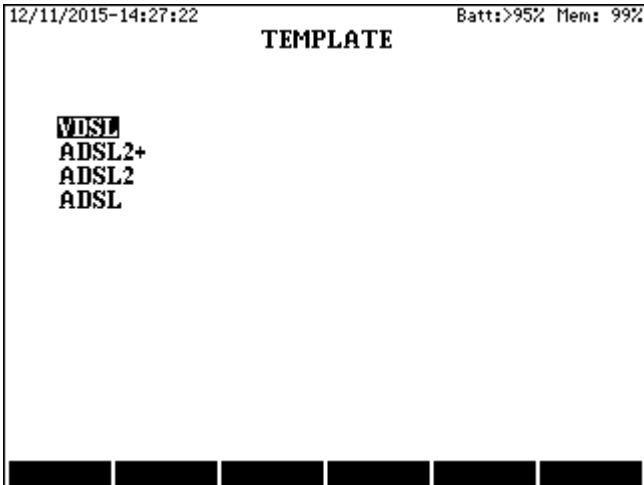 12/11/2015-14:27:22 Batt:>95% Mem: 99%
TEMPLATE
VDSL
ADSL2+
ADSL2
ADSL